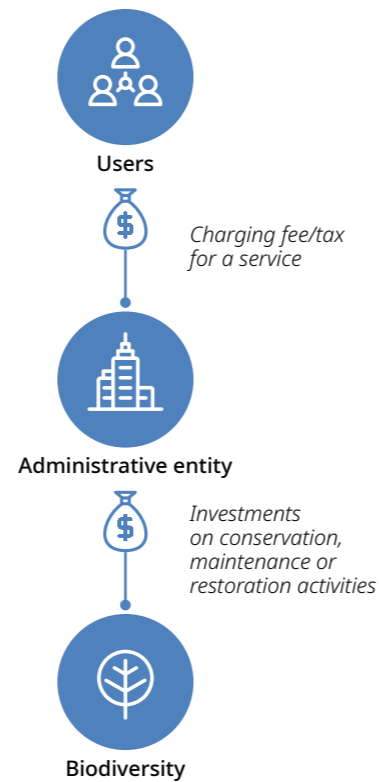 Users
$
Charging fee/tax
for a service
Administrative entity
$
Investments
on conservation,
maintenance or
restoration activities
Biodiversity